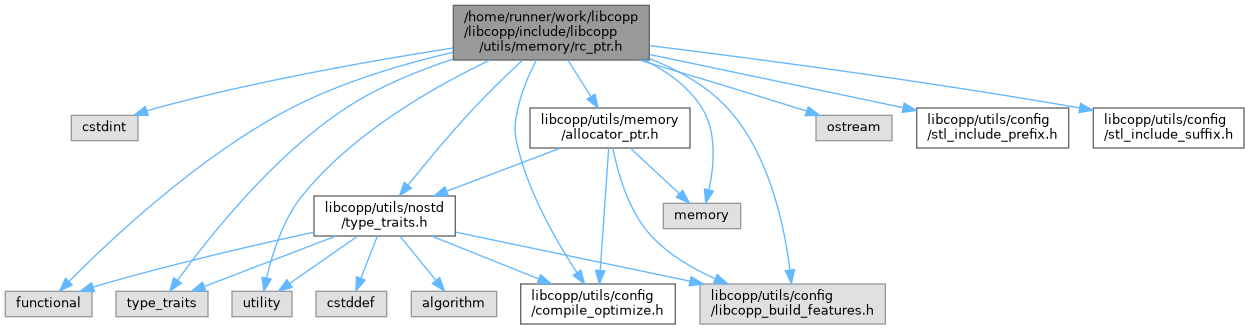 /home/runner/work/libcopp
/libcopp/include/libcopp
/utils/memory/rc_ptr.h
cstdint
libcopp/utils/memory
/allocator_ptr.h
ostream
libcopp/utils/config
/stl_include_prefix.h
libcopp/utils/config
/stl_include_suffix.h
libcopp/utils/nostd
/type_traits.h
memory
functional
type_traits
utility
cstddef
algorithm
libcopp/utils/config
/compile_optimize.h
libcopp/utils/config
/libcopp_build_features.h